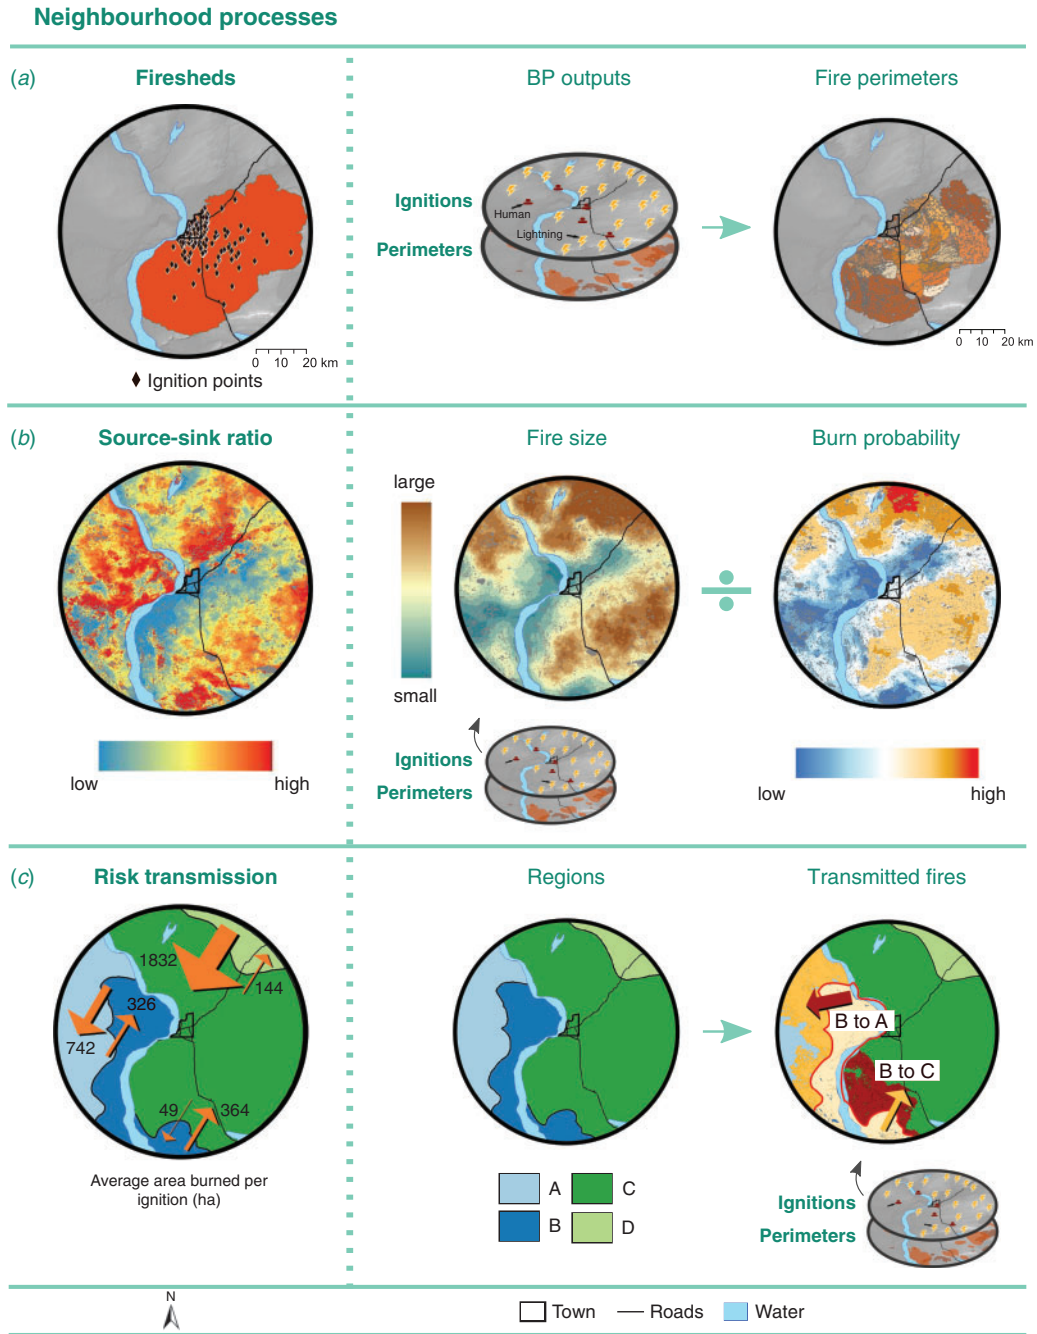 Neighbourhood processes
(a)
Firesheds
BP outputs
Fire perimeters
Ignitions
Perimeters
Human
Lightning
0 10 20 km
0 10 20 km
Ignition points
(b)
Source-sink ratio
Fire size
Burn probability
large
small
Ignitions
Perimeters
low
high
low
high
(c)
Risk transmission
Regions
Transmitted fires
1832
144
326
742
49
364
B to A
B to C
Average area burned per
ignition (ha)
A
C
B
D
Ignitions
Perimeters
N
Town
Roads
Water